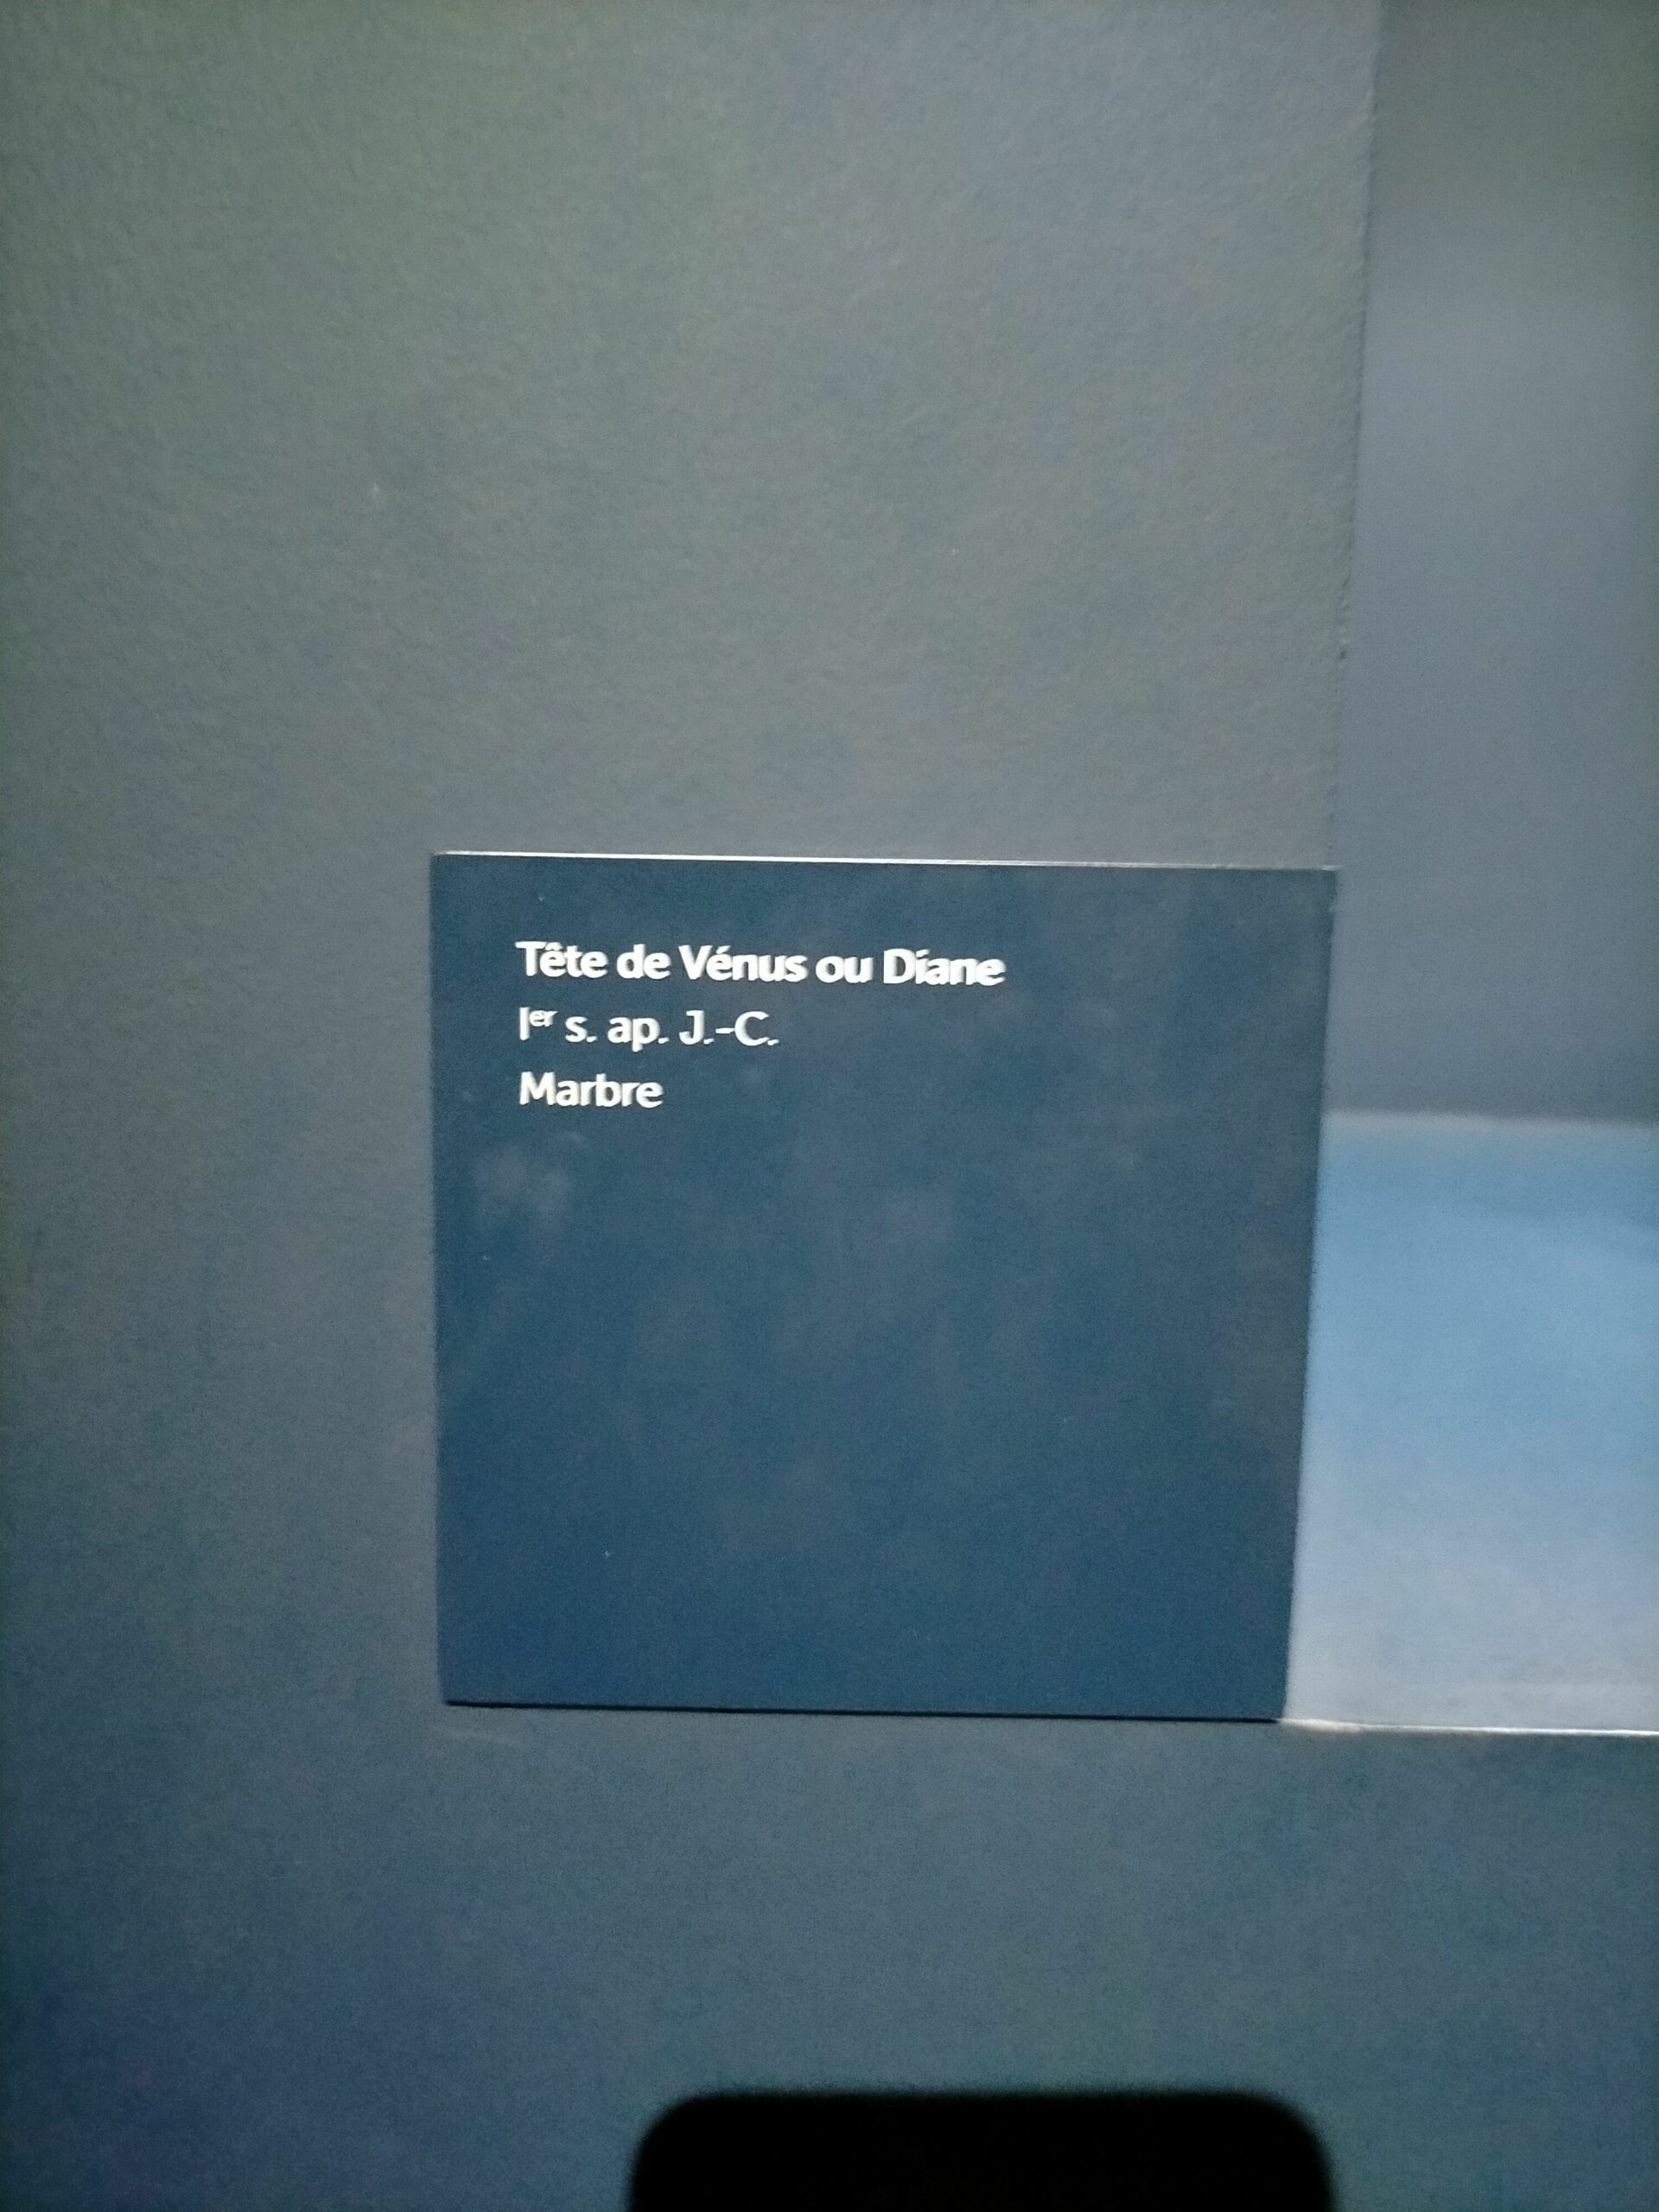 Tête de Vénus ou Diane
Ier s. ap. J.-C.
Marbre